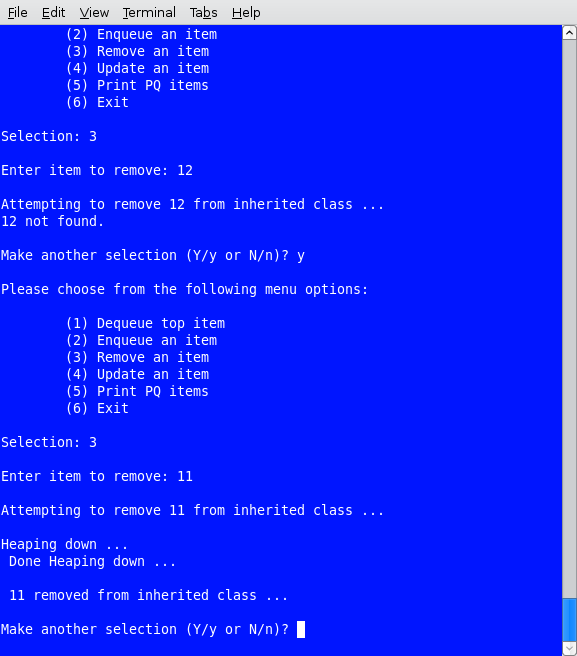 File Edit View Terminal Tabs Help
(2) Enqueue an item
(3) Remove an item
(4) Update an item
(5) Print PQ items
(6) Exit
Selection: 3
Enter item to remove: 12
Attempting to remove 12 from inherited class ...
12 not found.
Make another selection (Y/y or N/n)? y
Please choose from the following menu options:
(1) Dequeue top item
(2) Enqueue an item
(3) Remove an item
(4) Update an item
(5) Print PQ items
(6) Exit
Selection: 3
Enter item to remove: 11
Attempting to remove 11 from inherited class ...
Heaping down ...
Done Heaping down ...
11 removed from inherited class ...
Make another selection (Y/y or N/n)?